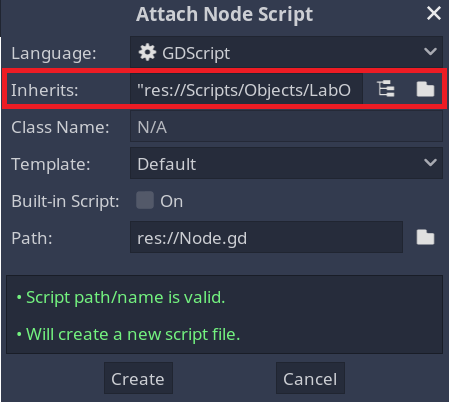 Attach Node Script
Language: GDScript
Inherits: "res://Scripts/Objects/LabO
Class Name: N/A
Template: Default
Built-in Script: On
Path: res://Node.gd
• Script path/name is valid.
• Will create a new script file.
Create Cancel